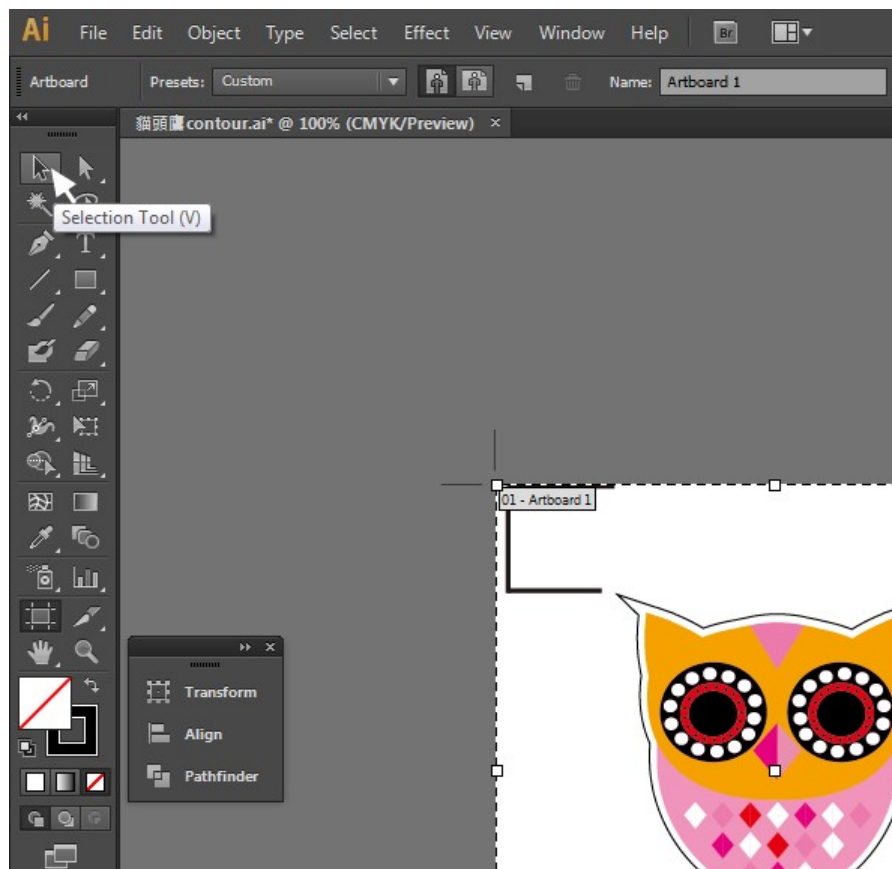 Ai File Edit Object Type Select Effect View Window Help Br
Artboard Presets: Custom Name: Artboard 1
貓頭鷹contour.ai* @ 100% (CMYK/Preview) ×
Selection Tool (V)
T
01 - Artboard 1
Transform
Align
Pathfinder